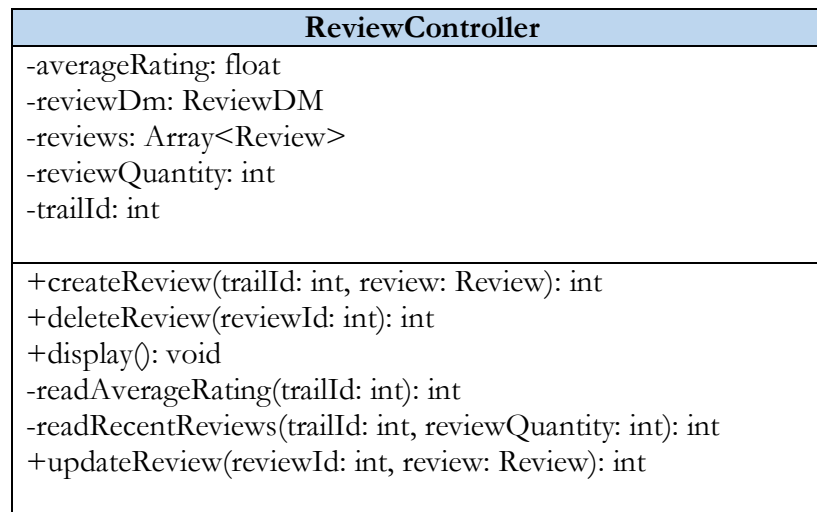 ReviewController
-averageRating: float
-reviewDm: ReviewDM
-reviews: Array<Review>
-reviewQuantity: int
-trailId: int
+createReview(trailId: int, review: Review): int
+deleteReview(reviewId: int): int
+display(): void
-readAverageRating(trailId: int): int
-readRecentReviews(trailId: int, reviewQuantity: int): int
+updateReview(reviewId: int, review: Review): int